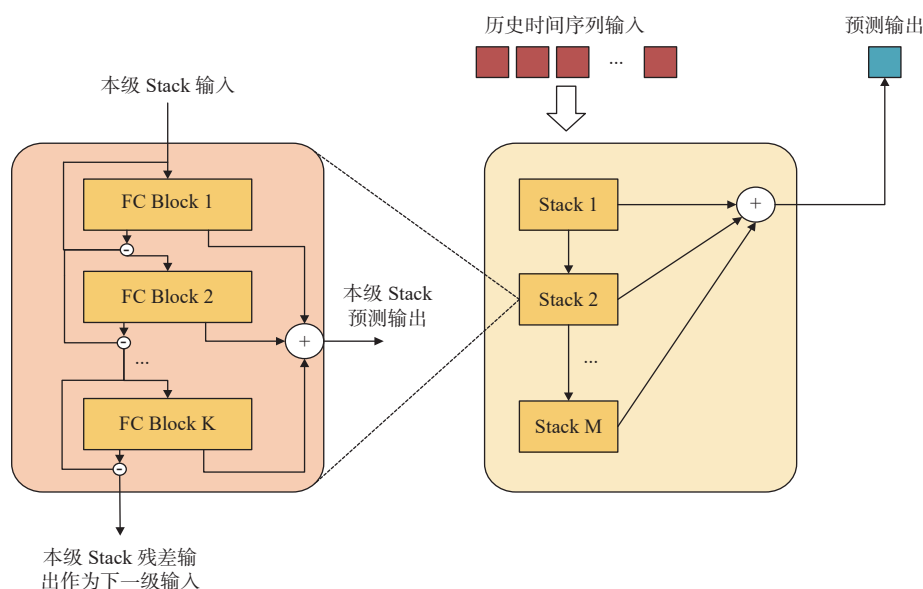 历史时间序列输入
预测输出
...
本级 Stack 输入
FC Block 1
-
FC Block 2
-
...
FC Block K
-
+
本级 Stack
预测输出
本级 Stack 残差输
出作为下一级输入
Stack 1
+
Stack 2
...
Stack M